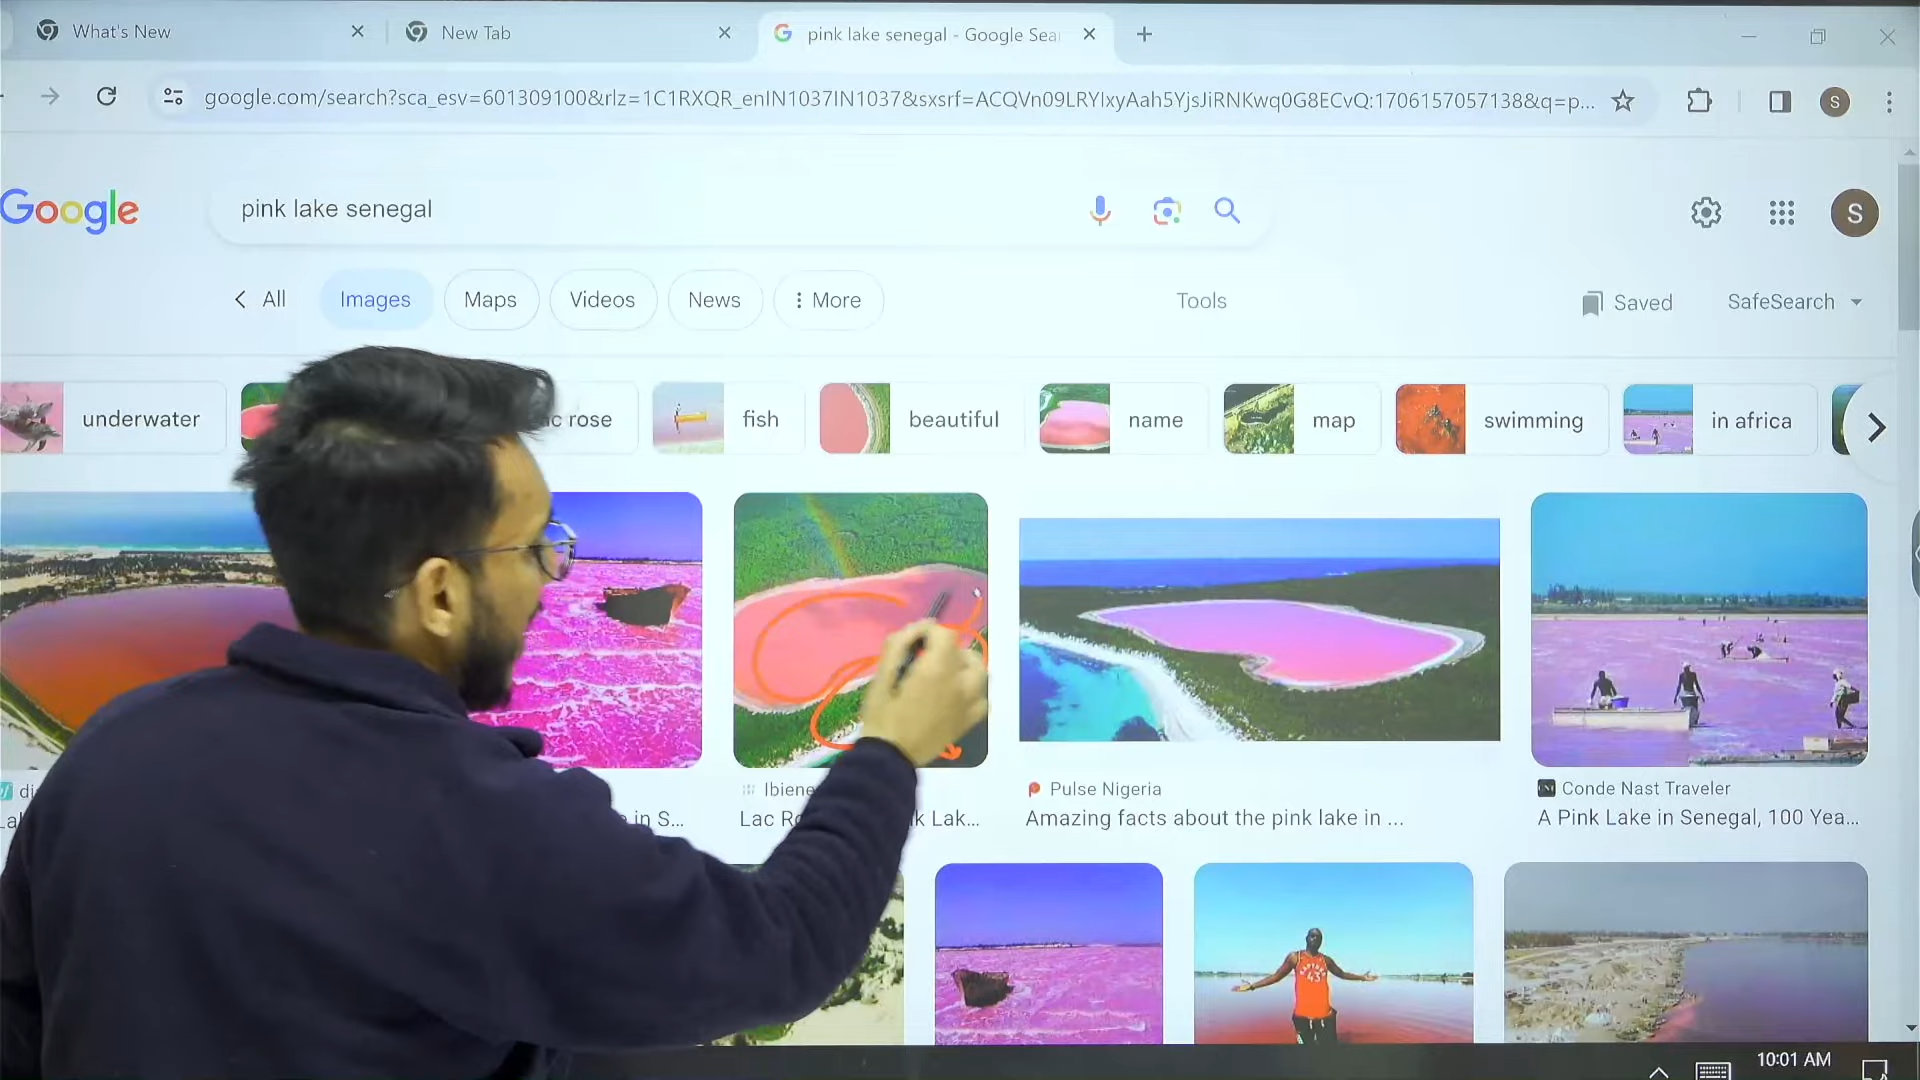 What's New
New Tab
pink lake senegal - Google Sea
google.com/search?sca_esv=601309100&rlz=1C1RXQR_enIN1037IN1037&sxsrf=ACQVn09LRYIxyAah5YjsJiRNKwq0G8ECvQ:1706157057138&q=p...
S
Google
pink lake senegal
S
All
Images
Maps
Videos
News
More
Tools
Saved
SafeSearch
underwater
rose
fish
beautiful
name
map
swimming
in africa
Pulse Nigeria
Conde Nast Traveler
in S...
Lac
Lak...
Amazing facts about the pink lake in ...
A Pink Lake in Senegal, 100 Yea...
10:01 AM